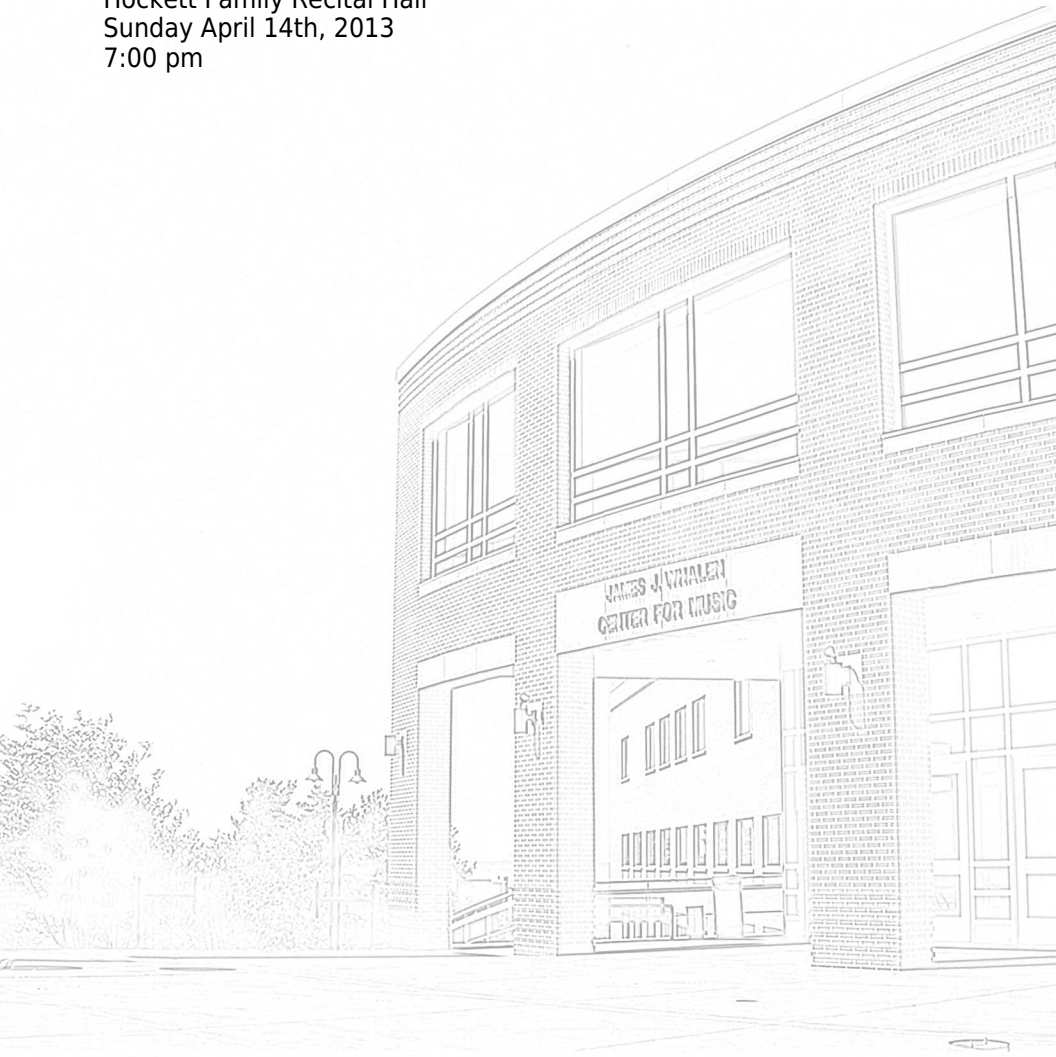 Hockett Family Recital Hall
Sunday April 14th, 2013
7:00 pm
JAMES J. WHALEN
CENTER FOR MUSIC